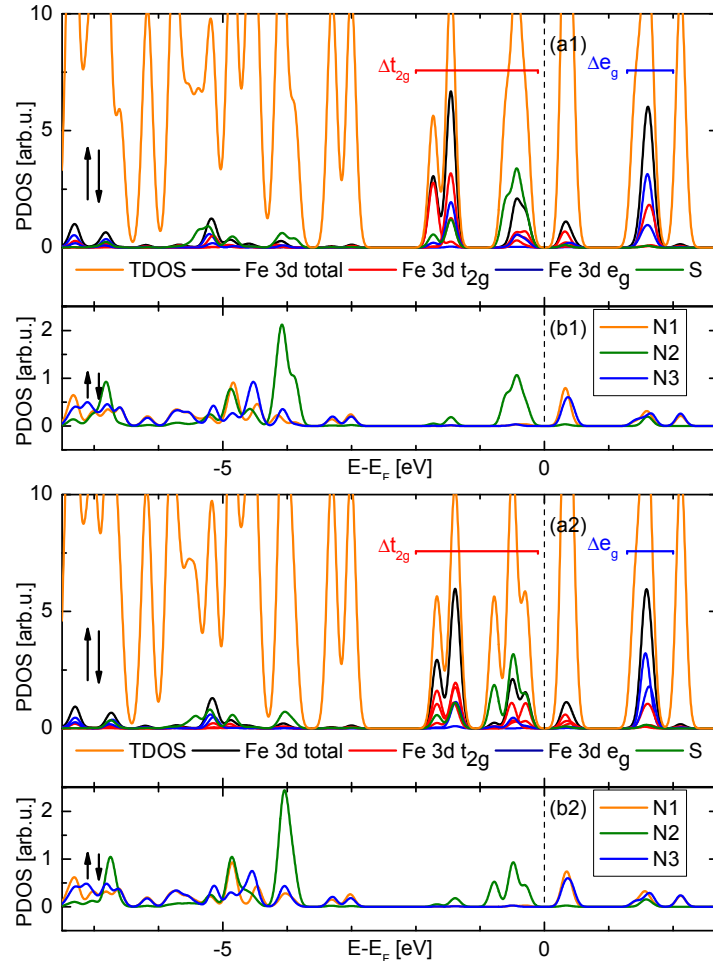 10
(a1)
Δt2g
Δeg
PDOS [arb.u.]
5
0
TDOS Fe 3d total Fe 3d t2g Fe 3d eg S
(b1)
N1
N2
N3
PDOS [arb.u.]
2
1
0
-5 0
E-EF [eV]
10
(a2)
Δt2g
Δeg
PDOS [arb.u.]
5
0
TDOS Fe 3d total Fe 3d t2g Fe 3d eg S
(b2)
N1
N2
N3
PDOS [arb.u.]
2
1
0
-5 0
E-EF [eV]